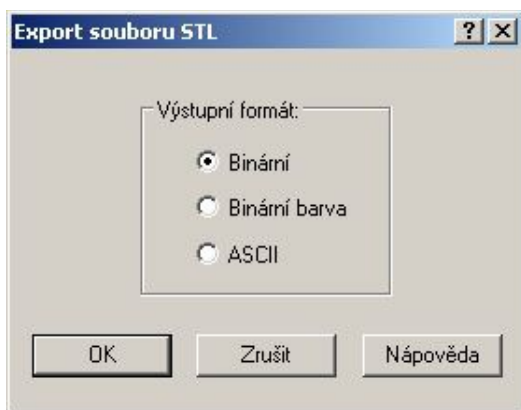 Export souboru STL
Výstupní formát:
Binární
Binární barva
ASCII
OK Zrušit Nápověda